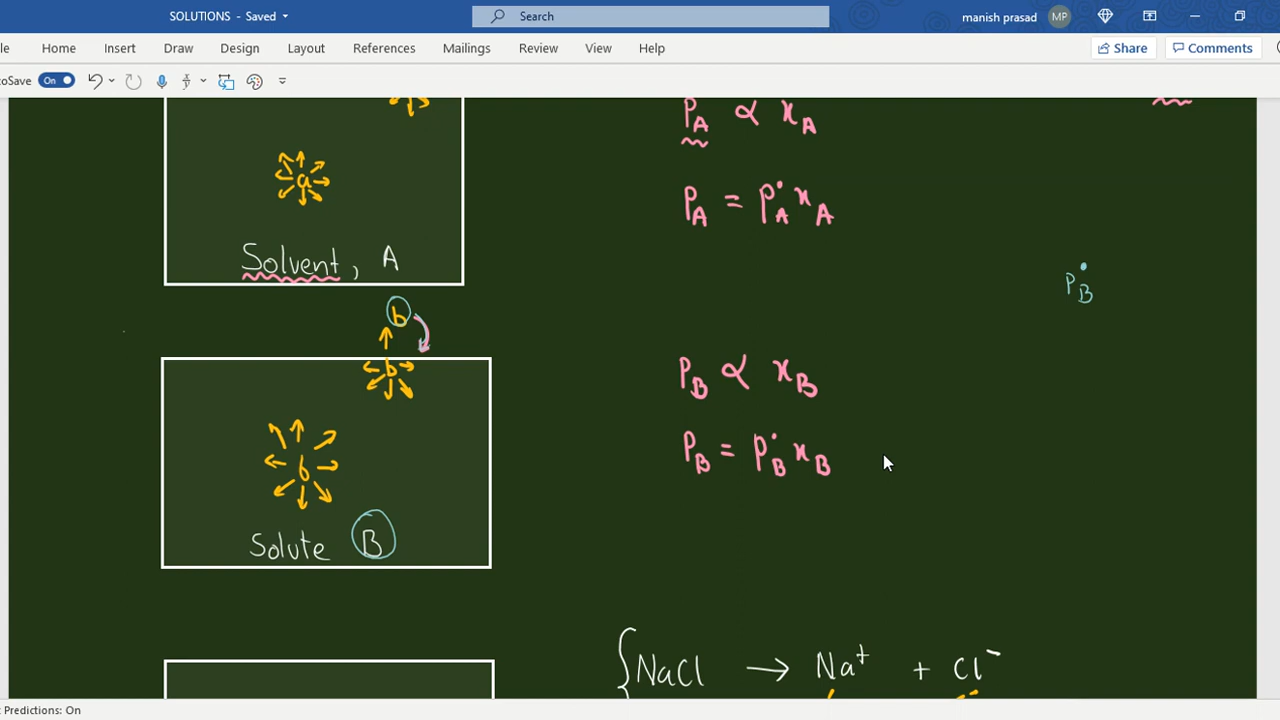 SOLUTIONS - Saved
Search
manish prasad MP
le Home Insert Draw Design Layout References Mailings Review View Help Share Comments
oSave On
P_A ∝ x_A
a
P_A = P•_A x_A
Solvent, A
P•_B
b
b
P_B ∝ x_B
P_B = P•_B x_B
b
Solute B
{NaCl → Na⁺ + Cl⁻
t Predictions: On